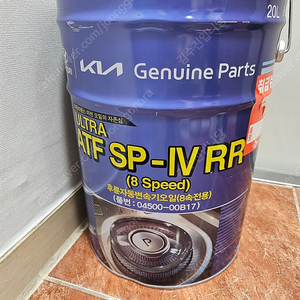 20L
KIA Genuine Parts
ULTRA
ATF SP-IV RR
(8 Speed)
후륜자동변속기오일(8속전용)
(품번 : 04500-00B17)
P